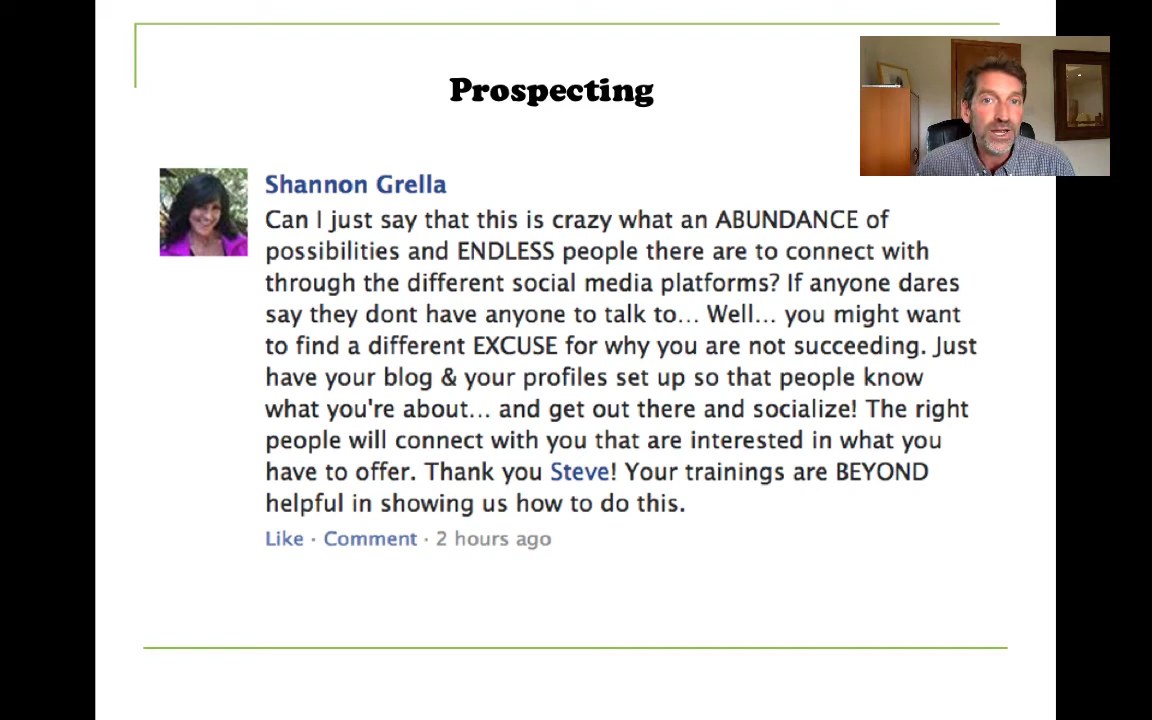 Prospecting
Shannon Grella
Can I just say that this is crazy what an ABUNDANCE of
possibilities and ENDLESS people there are to connect with
through the different social media platforms? If anyone dares
say they dont have anyone to talk to... Well... you might want
to find a different EXCUSE for why you are not succeeding. Just
have your blog & your profiles set up so that people know
what you're about... and get out there and socialize! The right
people will connect with you that are interested in what you
have to offer. Thank you Steve! Your trainings are BEYOND
helpful in showing us how to do this.
Like · Comment · 2 hours ago